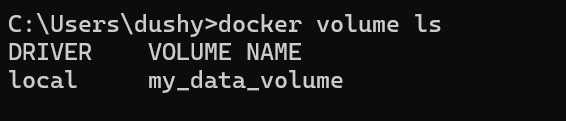 C:\Users\dushy>docker volume ls
DRIVER    VOLUME NAME
local     my_data_volume